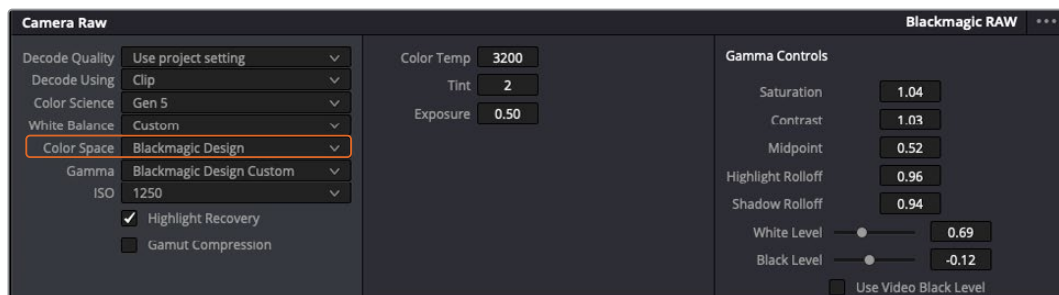 Camera Raw
Blackmagic RAW
Decode Quality Use project setting
Decode Using Clip
Color Science Gen 5
White Balance Custom
Color Space Blackmagic Design
Gamma Blackmagic Design Custom
ISO 1250
Highlight Recovery
Gamut Compression
Color Temp 3200
Tint 2
Exposure 0.50
Gamma Controls
Saturation 1.04
Contrast 1.03
Midpoint 0.52
Highlight Rolloff 0.96
Shadow Rolloff 0.94
White Level 0.69
Black Level -0.12
Use Video Black Level